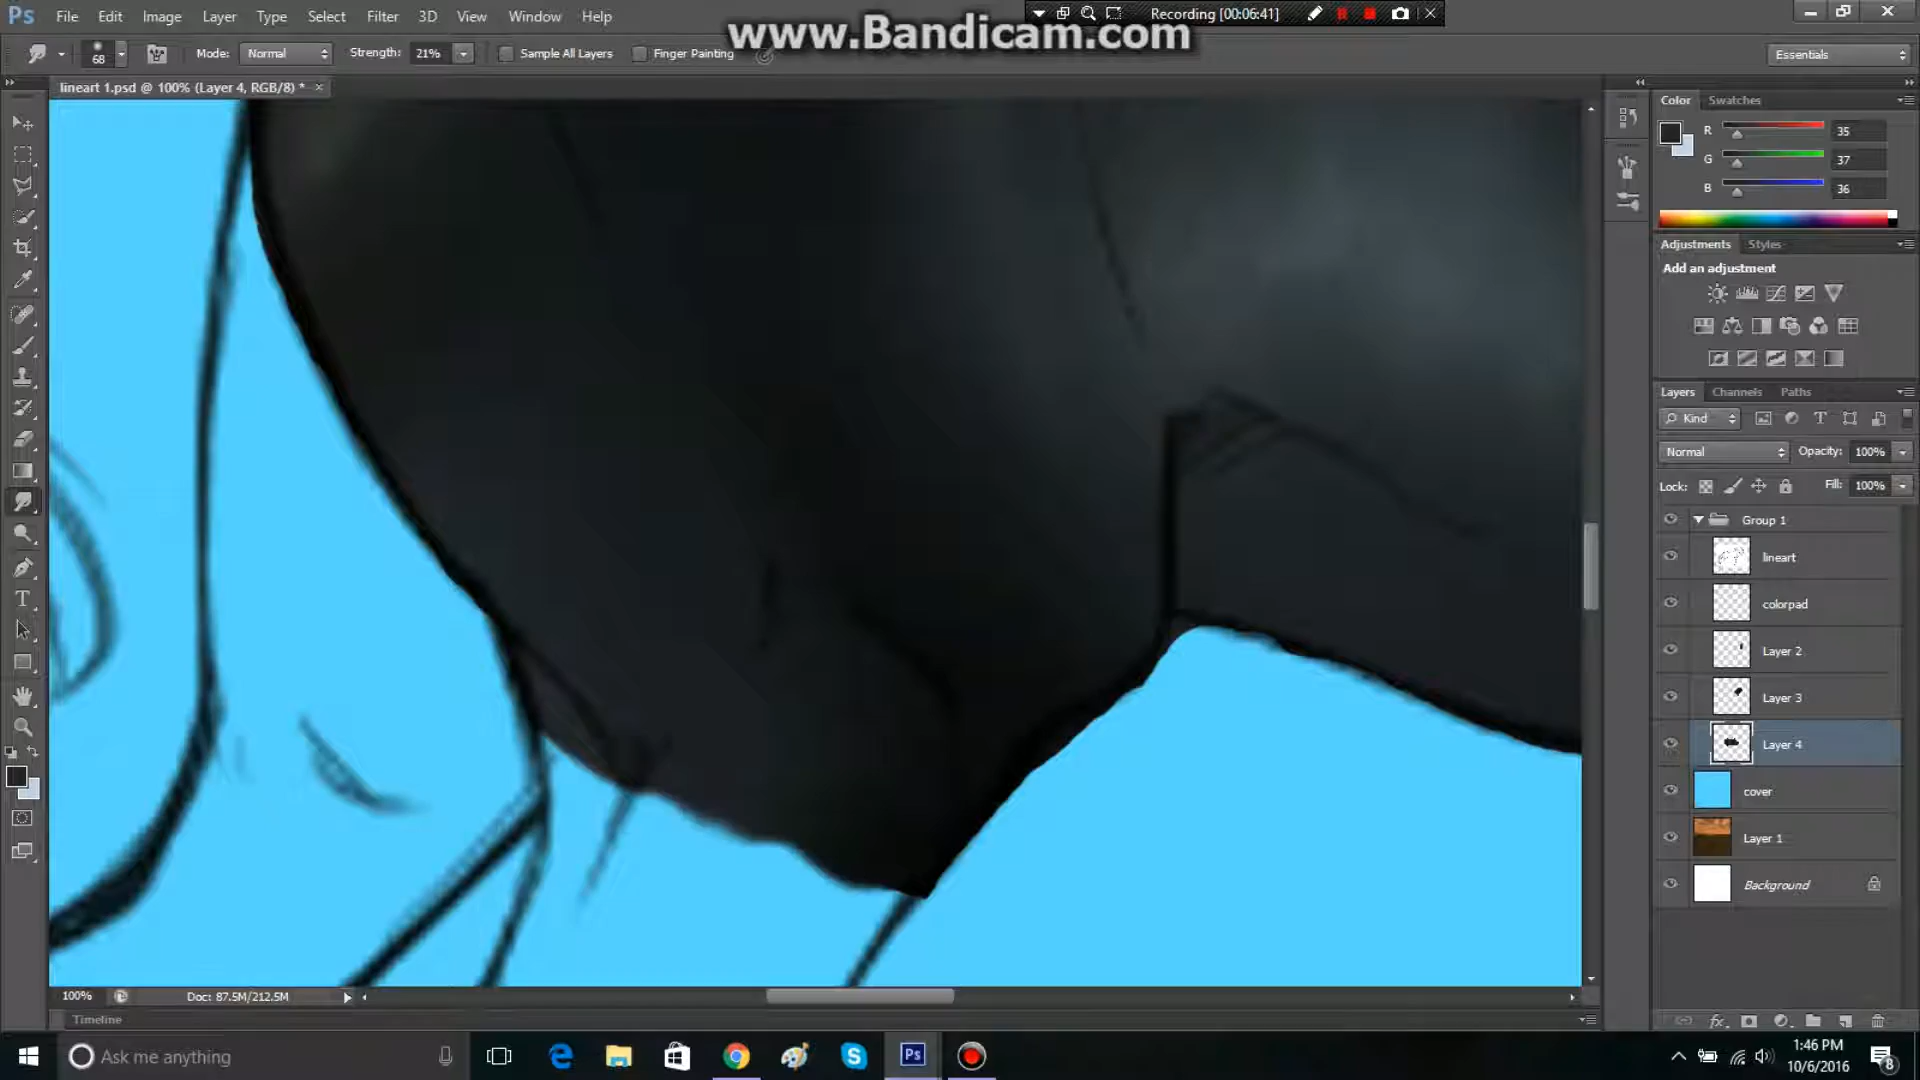 Ps File Edit Image Layer Type Select Filter 3D View Window Help
Recording [00:06:41]
www.Bandicam.com
68 Mode: Normal Strength: 21% Sample All Layers Finger Painting Essentials
lineart 1.psd @ 100% (Layer 4, RGB/8) * ×
Color Swatches
R 35
G 37
B 36
Adjustments Styles
Add an adjustment
Layers Channels Paths
Kind
Normal Opacity: 100%
Lock: Fill: 100%
Group 1
lineart
colorpad
Layer 2
Layer 3
Layer 4
cover
Layer 1
Background
100% Doc: 87.5M/212.5M
Timeline
Ask me anything
Ps
1:46 PM
10/6/2016
8